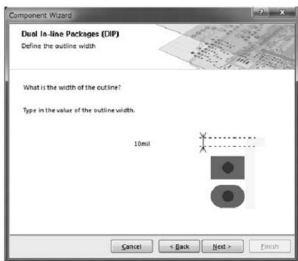 Component Wizard
Dual In-line Packages (DIP)
Define the outline width
What is the width of the outline?
Type in the value of the outline width.
10mil
Cancel
< Back
Next >
Finish